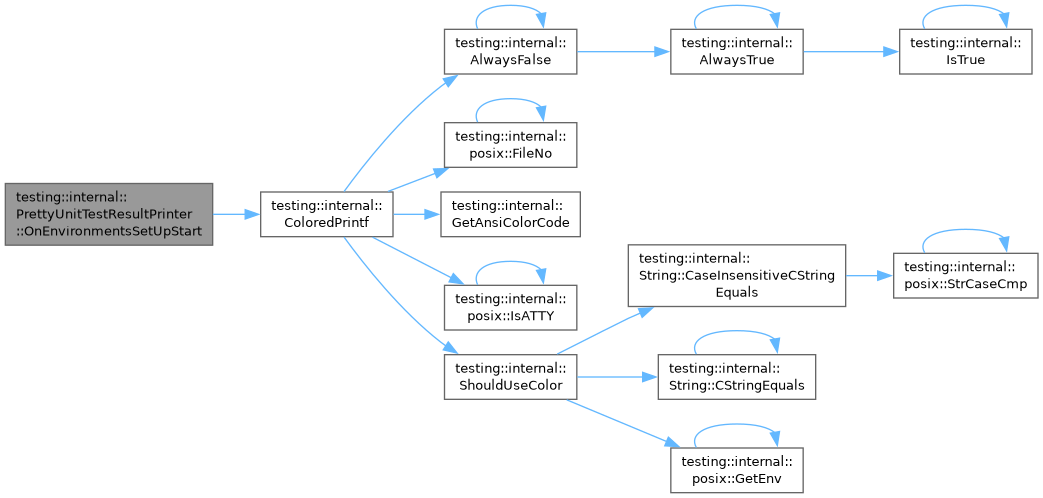 testing::internal::
PrettyUnitTestResultPrinter
::OnEnvironmentsSetUpStart
testing::internal::
ColoredPrintf
testing::internal::
AlwaysFalse
testing::internal::
AlwaysTrue
testing::internal::
IsTrue
testing::internal::
posix::FileNo
testing::internal::
GetAnsiColorCode
testing::internal::
posix::IsATTY
testing::internal::
ShouldUseColor
testing::internal::
String::CaseInsensitiveCString
Equals
testing::internal::
posix::StrCaseCmp
testing::internal::
String::CStringEquals
testing::internal::
posix::GetEnv